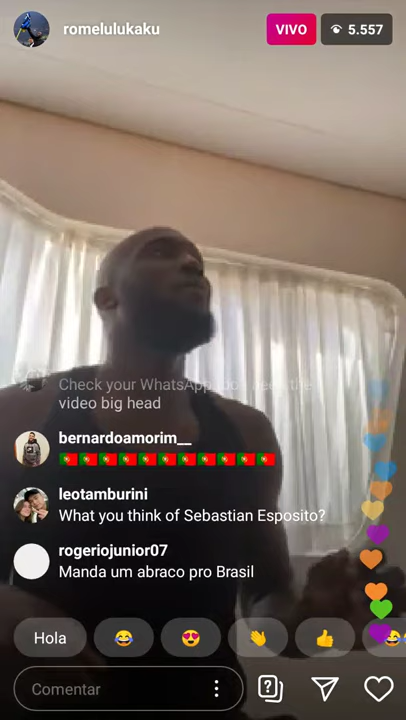 romelulukaku
VIVO
5.557
Check your WhatsApp
video big head
bernardoamorim__
leotamburini
What you think of Sebastian Esposito?
rogeriojunior07
Manda um abraco pro Brasil
Hola
Comentar